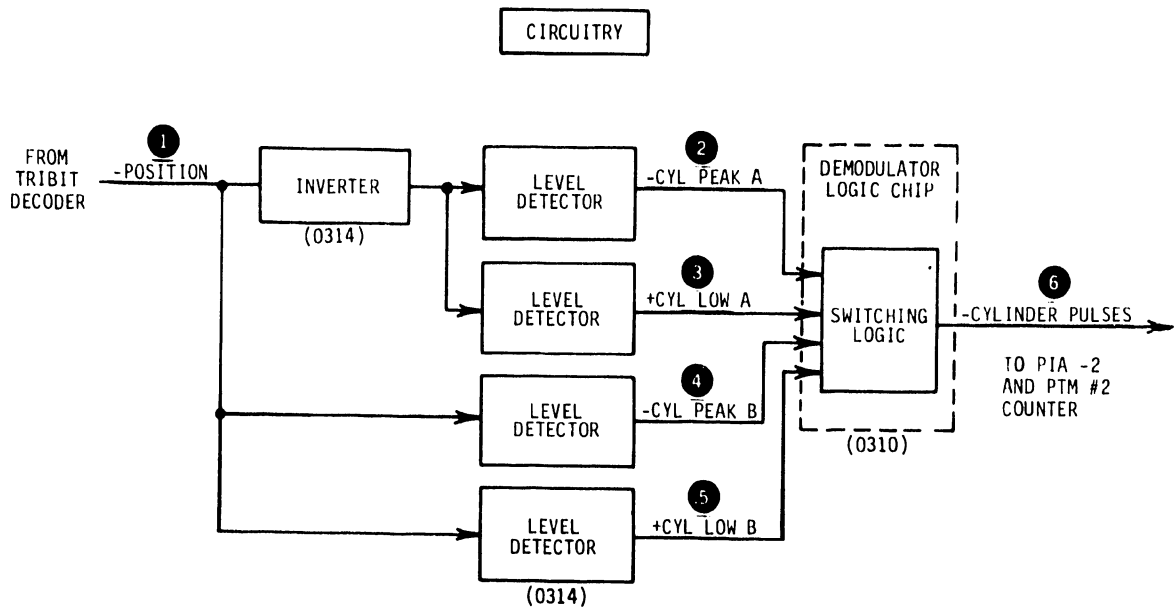 CIRCUITRY
FROM
TRIBIT
DECODER
1
-POSITION
INVERTER
(0314)
LEVEL
DETECTOR
2
-CYL PEAK A
LEVEL
DETECTOR
3
+CYL LOW A
LEVEL
DETECTOR
4
-CYL PEAK B
LEVEL
DETECTOR
(0314)
5
+CYL LOW B
DEMODULATOR
LOGIC CHIP
SWITCHING
LOGIC
(0310)
6
-CYLINDER PULSES
TO PIA -2
AND PTM #2
COUNTER